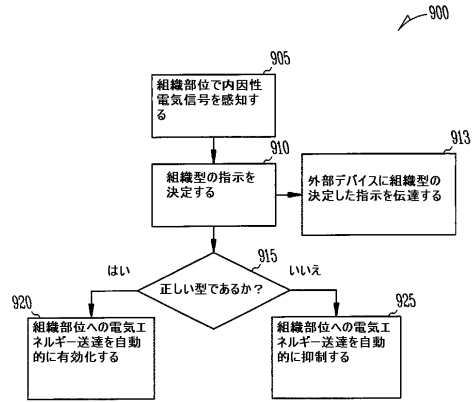 900
905
組織部位で内因性
電気信号を感知す
る
910
組織型の指示を
決定する
913
外部デバイスに組織型の
決定した指示を伝達する
915
正しい型であるか？
はい
いいえ
920
組織部位への電気エ
ネルギー送達を自動
的に有効化する
925
組織部位への電気エ
ネルギー送達を自動
的に抑制する